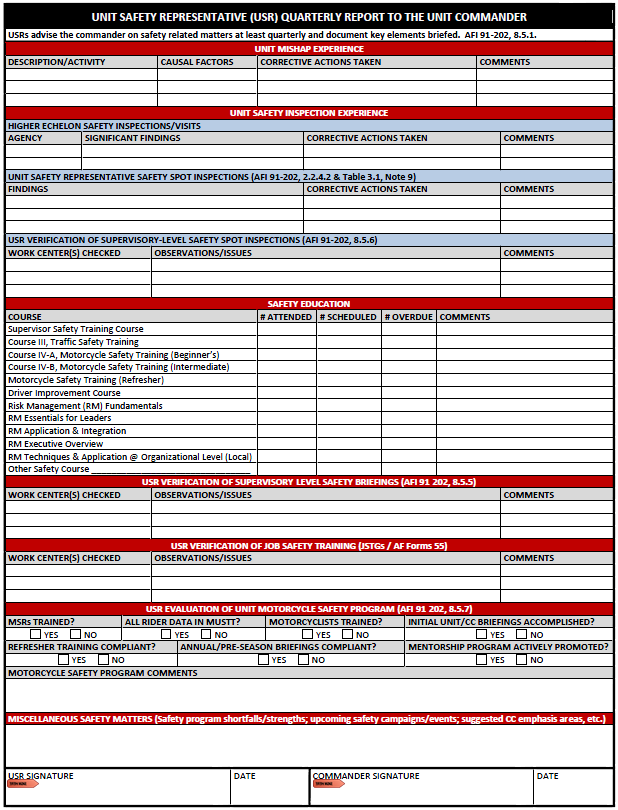 UNIT SAFETY REPRESENTATIVE (USR) QUARTERLY REPORT TO THE UNIT COMMANDER
USRs advise the commander on safety related matters at least quarterly and document key elements briefed. AFI 91-202, 8.5.1.
UNIT MISHAP EXPERIENCE
DESCRIPTION/ACTIVITY CAUSAL FACTORS CORRECTIVE ACTIONS TAKEN COMMENTS
UNIT SAFETY INSPECTION EXPERIENCE
HIGHER ECHELON SAFETY INSPECTIONS/VISITS
AGENCY SIGNIFICANT FINDINGS CORRECTIVE ACTIONS TAKEN COMMENTS
UNIT SAFETY REPRESENTATIVE SAFETY SPOT INSPECTIONS (AFI 91-202, 2.2.4.2 & Table 3.1, Note 9)
FINDINGS CORRECTIVE ACTIONS TAKEN COMMENTS
USR VERIFICATION OF SUPERVISORY-LEVEL SAFETY SPOT INSPECTIONS (AFI 91-202, 8.5.6)
WORK CENTER(S) CHECKED OBSERVATIONS/ISSUES COMMENTS
SAFETY EDUCATION
COURSE # ATTENDED # SCHEDULED # OVERDUE COMMENTS
Supervisor Safety Training Course
Course III, Traffic Safety Training
Course IV-A, Motorcycle Safety Training (Beginner's)
Course IV-B, Motorcycle Safety Training (Intermediate)
Motorcycle Safety Training (Refresher)
Driver Improvement Course
Risk Management (RM) Fundamentals
RM Essentials for Leaders
RM Application & Integration
RM Executive Overview
RM Techniques & Application @ Organizational Level (Local)
Other Safety Course ________________________________
USR VERIFICATION OF SUPERVISORY LEVEL SAFETY BRIEFINGS (AFI 91 202, 8.5.5)
WORK CENTER(S) CHECKED OBSERVATIONS/ISSUES COMMENTS
USR VERIFICATION OF JOB SAFETY TRAINING (JSTGs / AF Forms 55)
WORK CENTER(S) CHECKED OBSERVATIONS/ISSUES COMMENTS
USR EVALUATION OF UNIT MOTORCYCLE SAFETY PROGRAM (AFI 91 202, 8.5.7)
MSRs TRAINED? ALL RIDER DATA IN MUSTT? MOTORCYCLISTS TRAINED? INITIAL UNIT/CC BRIEFINGS ACCOMPLISHED?
YES NO YES NO YES NO YES NO
REFRESHER TRAINING COMPLIANT? ANNUAL/PRE-SEASON BRIEFINGS COMPLIANT? MENTORSHIP PROGRAM ACTIVELY PROMOTED?
YES NO YES NO YES NO
MOTORCYCLE SAFETY PROGRAM COMMENTS
MISCELLANEOUS SAFETY MATTERS (Safety program shortfalls/strengths; upcoming safety campaigns/events; suggested CC emphasis areas, etc.)
USR SIGNATURE DATE COMMANDER SIGNATURE DATE